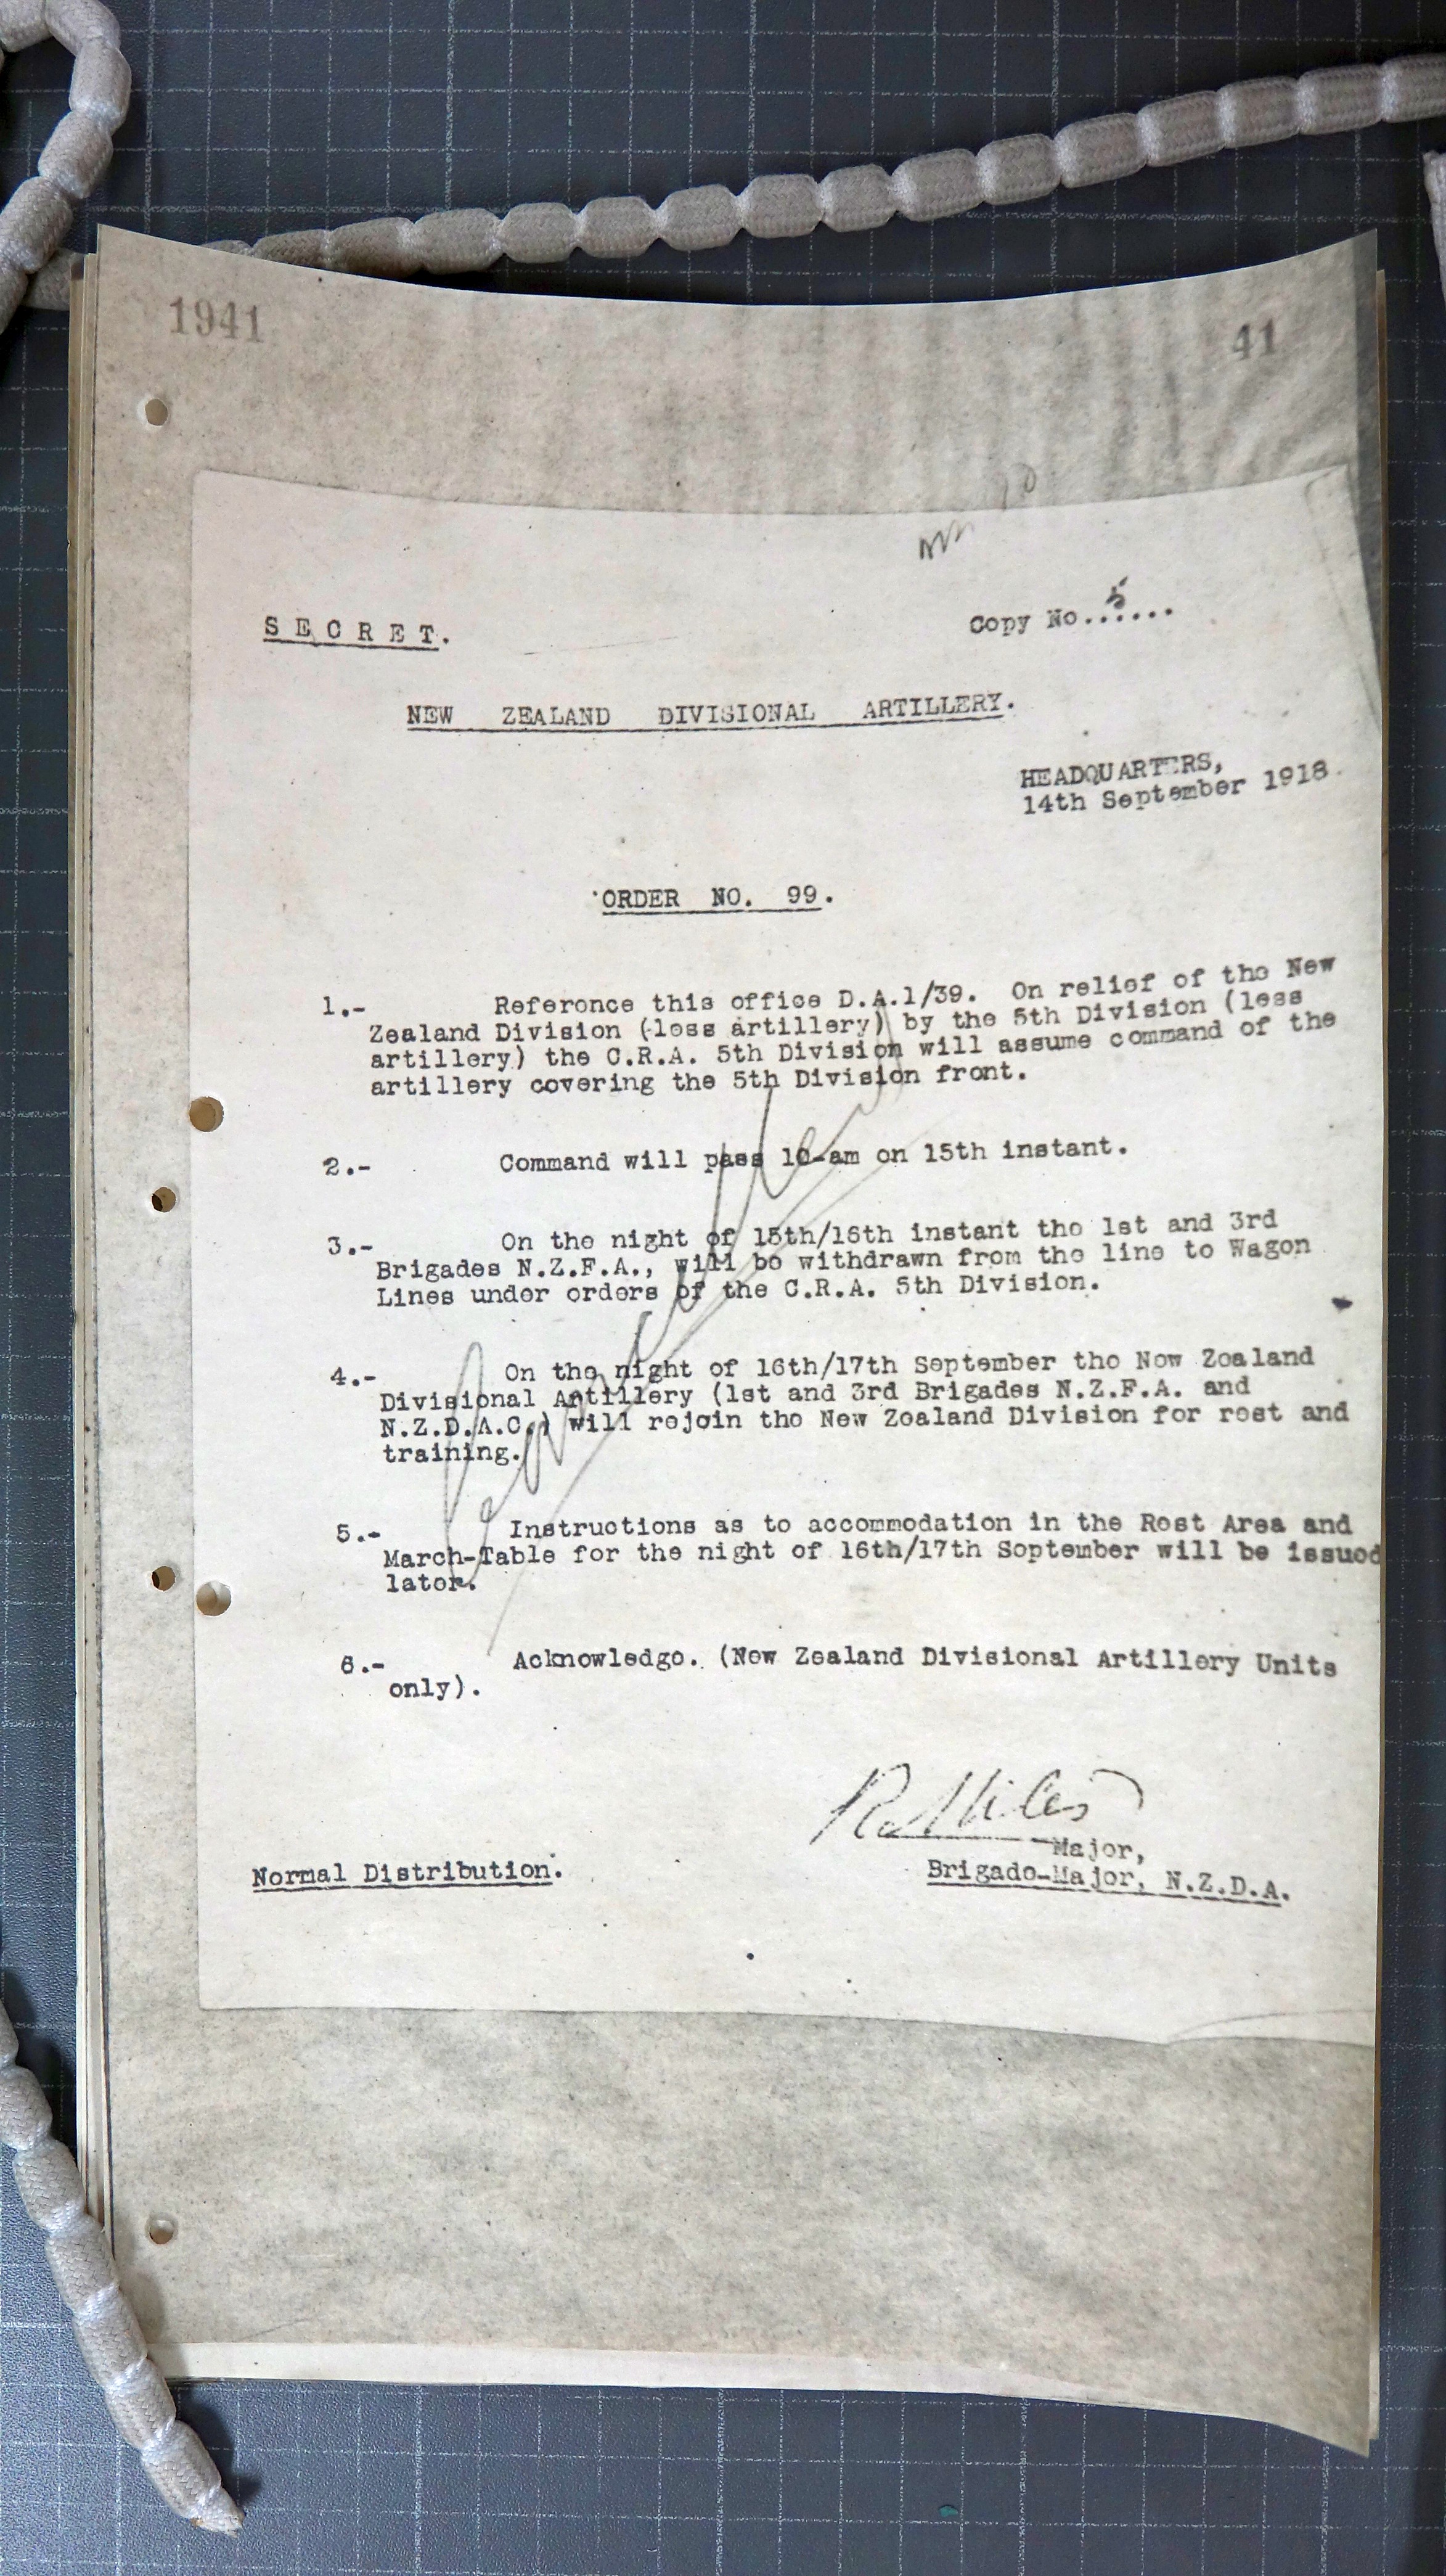 1941
41
Copy No. 5 .....
SECRET.
NEW ZEALAND DIVISIONAL ARTILLERY.
HEADQUARTERS,
14th September 1918.
ORDER NO. 99.
1.- Reference this office D.A.1/39. On relief of the New
Zealand Division (less artillery) by the 5th Division (less
artillery) the C.R.A. 5th Division will assume command of the
artillery covering the 5th Division front.
2.- Command will pass 10-am on 15th instant.
3.- On the night of 15th/16th instant the 1st and 3rd
Brigades N.Z.F.A., will be withdrawn from the line to Wagon
Lines under orders of the C.R.A. 5th Division.
4.- On the night of 16th/17th September the New Zealand
Divisional Artillery (1st and 3rd Brigades N.Z.F.A. and
N.Z.D.A.C.) will rejoin the New Zealand Division for rest and
training.
5.- Instructions as to accommodation in the Rest Area and
March-Table for the night of 16th/17th September will be issued
later.
6.- Acknowledge. (New Zealand Divisional Artillery Units
only).
R Miles
Major,
Brigade-Major, N.Z.D.A.
Normal Distribution.